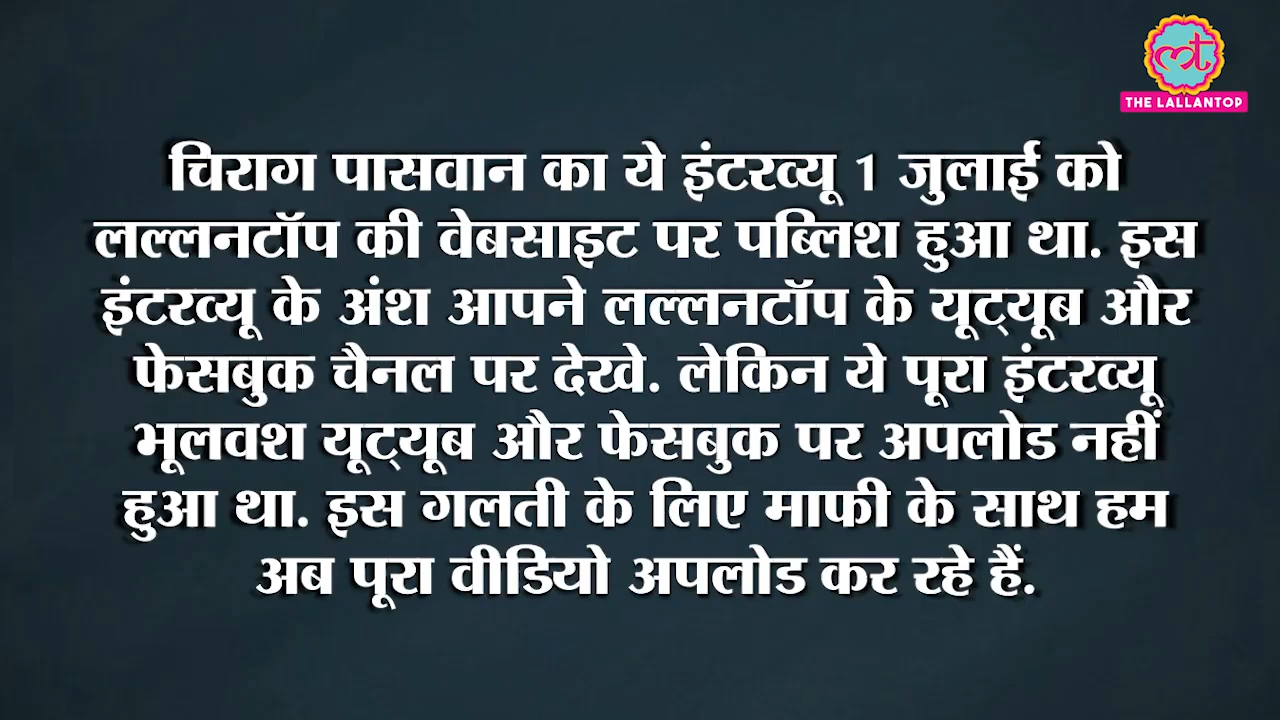 THE LALLANTOP
चिराग पासवान का ये इंटरव्यू 1 जुलाई को
लल्लनटॉप की वेबसाइट पर पब्लिश हुआ था. इस
इंटरव्यू के अंश आपने लल्लनटॉप के यूट्यूब और
फेसबुक चैनल पर देखे. लेकिन ये पूरा इंटरव्यू
भूलवश यूट्यूब और फेसबुक पर अपलोड नहीं
हुआ था. इस गलती के लिए माफी के साथ हम
अब पूरा वीडियो अपलोड कर रहे हैं.